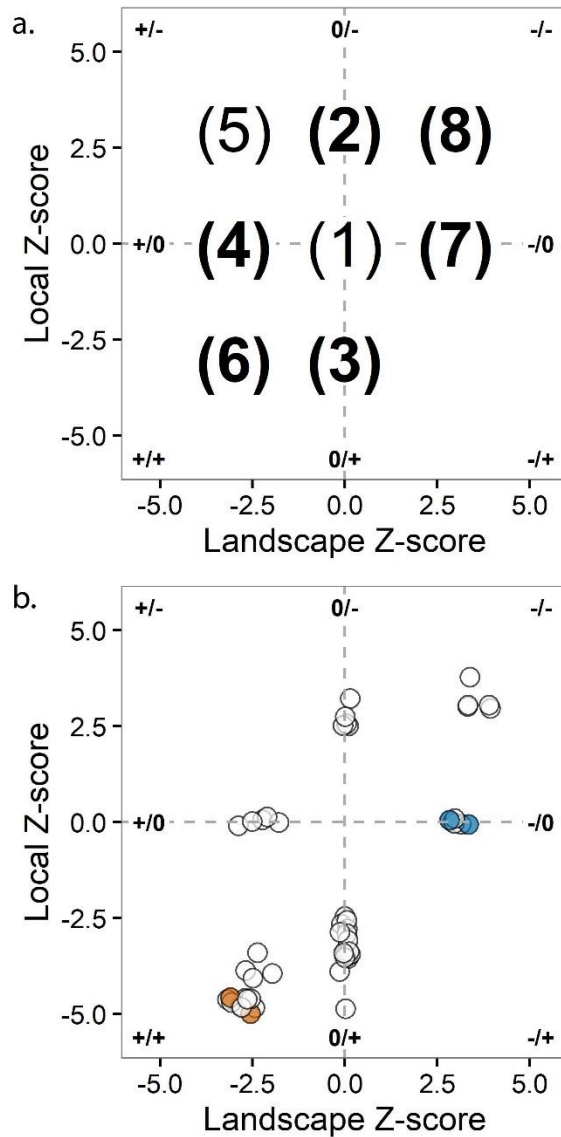 a.
+/- 0/- -/-
5.0
(5) (2) (8)
2.5
+/0 (4) (1) (7) -/0
0.0
-2.5
(6) (3)
-5.0
+/+ 0/+ -/+
-5.0 -2.5 0.0 2.5 5.0
Landscape Z-score
Local Z-score
b.
+/- 0/- -/-
5.0
2.5
0.0
+/0 -/0
-2.5
-5.0
+/+ 0/+ -/+
-5.0 -2.5 0.0 2.5 5.0
Landscape Z-score
Local Z-score